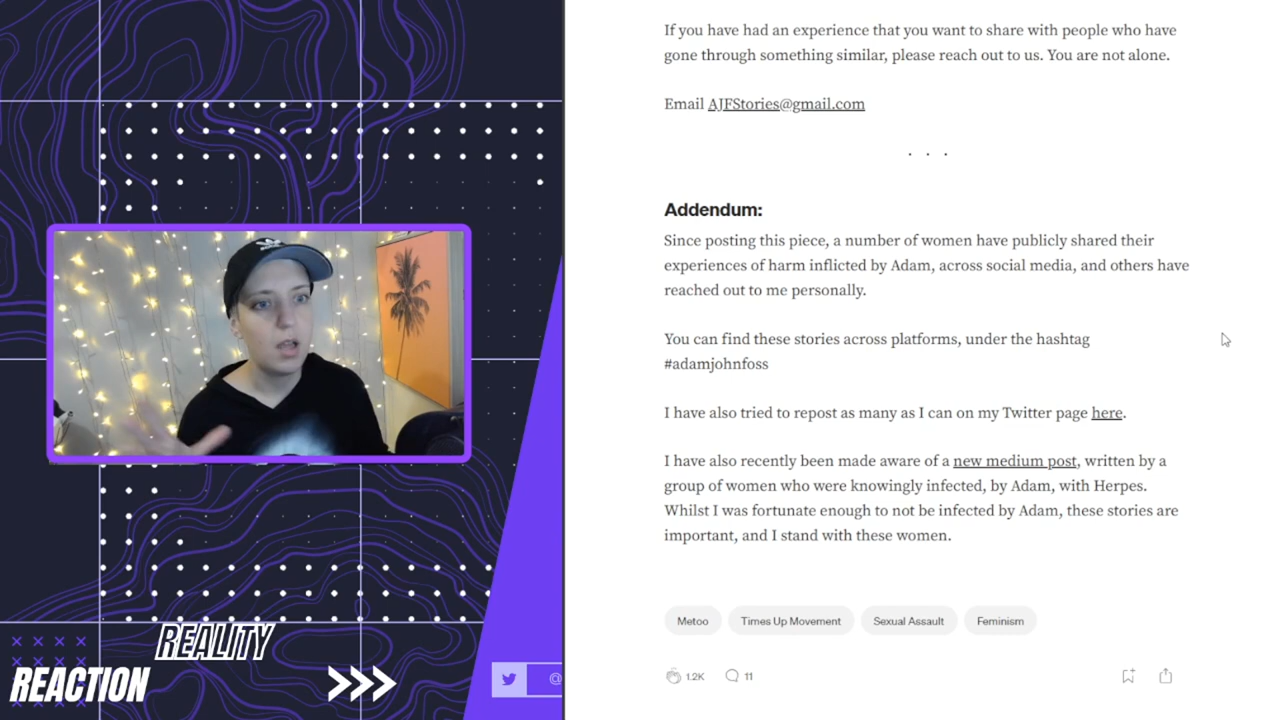 If you have had an experience that you want to share with people who have
gone through something similar, please reach out to us. You are not alone.
Email AJFStories@gmail.com
. . .
Addendum:
Since posting this piece, a number of women have publicly shared their
experiences of harm inflicted by Adam, across social media, and others have
reached out to me personally.
You can find these stories across platforms, under the hashtag
#adamjohnfoss
I have also tried to repost as many as I can on my Twitter page here.
I have also recently been made aware of a new medium post, written by a
group of women who were knowingly infected, by Adam, with Herpes.
Whilst I was fortunate enough to not be infected by Adam, these stories are
important, and I stand with these women.
Metoo
Times Up Movement
Sexual Assault
Feminism
1.2K
11
REALITY
REACTION
@